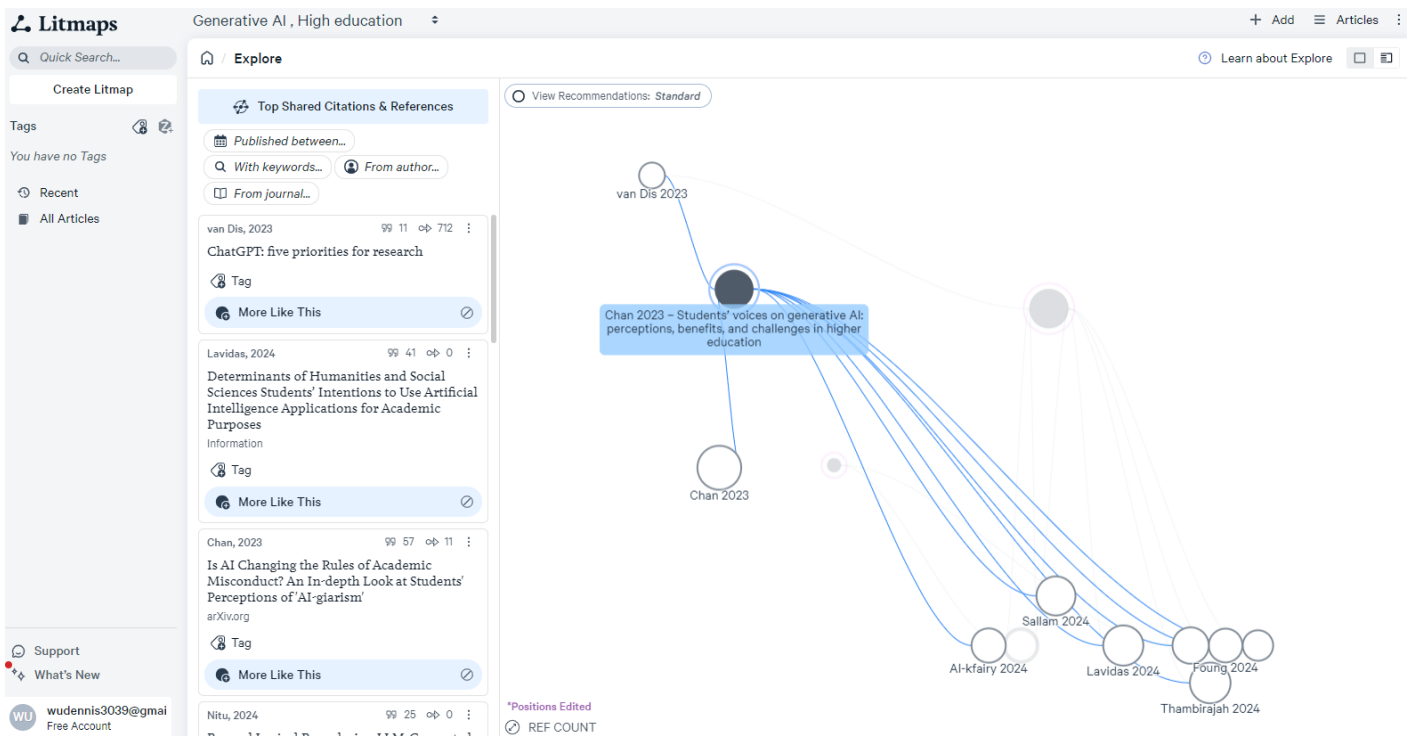 Litmaps
Generative AI , High education
+ Add
Articles
Quick Search...
Create Litmap
Tags
You have no Tags
Recent
All Articles
/ Explore
Learn about Explore
Top Shared Citations & References
Published between...
With keywords...
From author...
From journal...
van Dis, 2023
11
712
ChatGPT: five priorities for research
Tag
More Like This
Lavidas, 2024
41
0
Determinants of Humanities and Social
Sciences Students' Intentions to Use Artificial
Intelligence Applications for Academic
Purposes
Information
Tag
More Like This
Chan, 2023
57
11
Is AI Changing the Rules of Academic
Misconduct? An In-depth Look at Students'
Perceptions of 'AI-giarism'
arXiv.org
Tag
More Like This
Nitu, 2024
25
0
View Recommendations: Standard
van Dis 2023
Chan 2023 – Students' voices on generative AI:
perceptions, benefits, and challenges in higher
education
Chan 2023
Sallam 2024
Al-kfairy 2024
Lavidas 2024
Foung 2024
Thambirajah 2024
*Positions Edited
REF COUNT
Support
What's New
WU
wudennis3039@gmai
Free Account